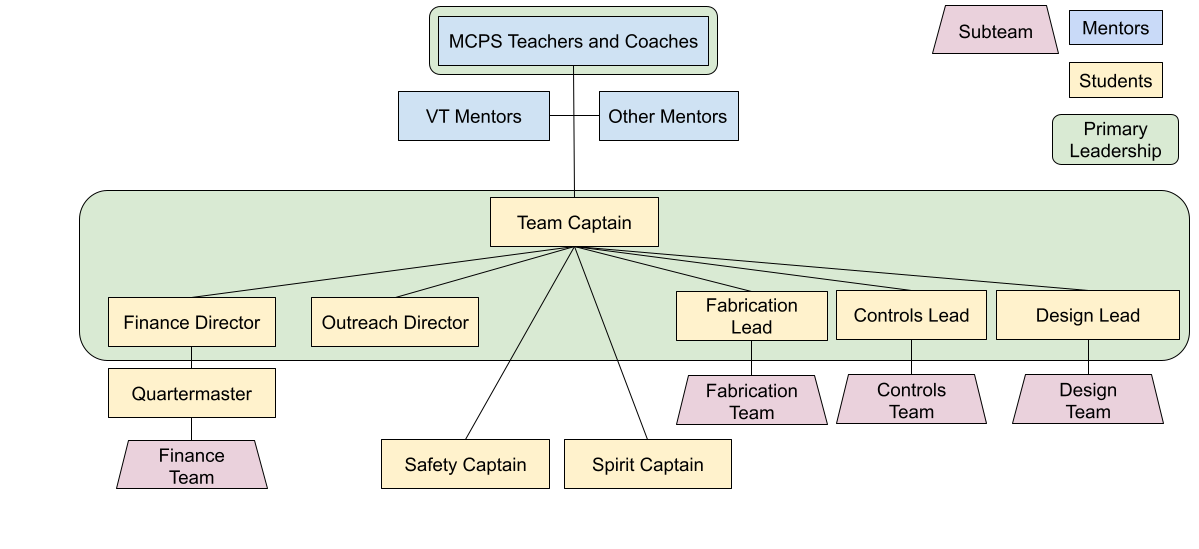 MCPS Teachers and Coaches
Subteam
Mentors
Students
VT Mentors
Other Mentors
Primary
Leadership
Team Captain
Finance Director
Outreach Director
Fabrication
Lead
Controls Lead
Design Lead
Quartermaster
Fabrication
Team
Controls
Team
Design
Team
Finance
Team
Safety Captain
Spirit Captain